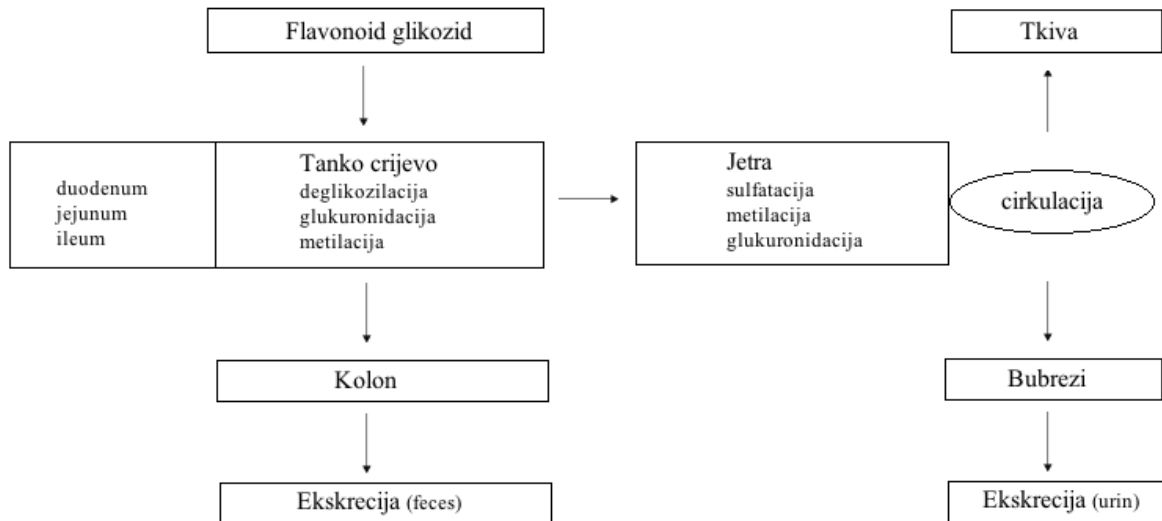 Flavonoid glikozid
Tkiva
duodenum
jejunum
ileum
Tanko crijevo
deglikozilacija
glukuronidacija
metilacija
Jetra
sulfatacija
metilacija
glukuronidacija
cirkulacija
Kolon
Bubrezi
Ekskrecija (feces)
Ekskrecija (urin)